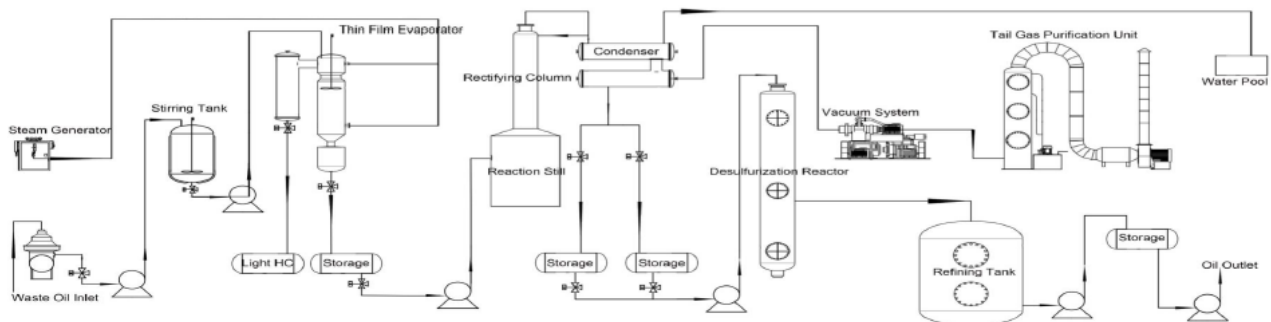 Thin Film Evaporator
Condenser
Tail Gas Purification Unit
Rectifying Column
Water Pool
Stirring Tank
Vacuum System
Steam Generator
Reaction Still
Desulfurization Reactor
Light HC
Storage
Storage
Storage
Storage
Refining Tank
Oil Outlet
Waste Oil Inlet